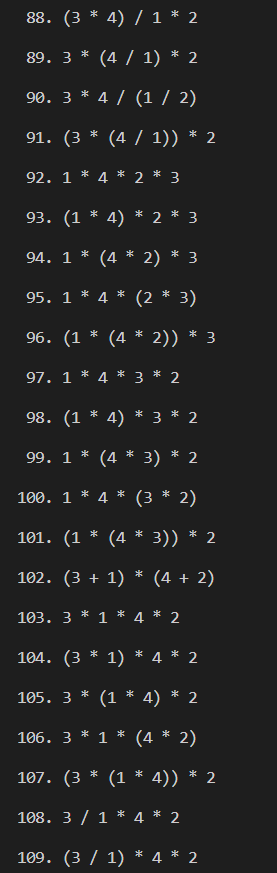 88. (3 * 4) / 1 * 2
89. 3 * (4 / 1) * 2
90. 3 * 4 / (1 / 2)
91. (3 * (4 / 1)) * 2
92. 1 * 4 * 2 * 3
93. (1 * 4) * 2 * 3
94. 1 * (4 * 2) * 3
95. 1 * 4 * (2 * 3)
96. (1 * (4 * 2)) * 3
97. 1 * 4 * 3 * 2
98. (1 * 4) * 3 * 2
99. 1 * (4 * 3) * 2
100. 1 * 4 * (3 * 2)
101. (1 * (4 * 3)) * 2
102. (3 + 1) * (4 + 2)
103. 3 * 1 * 4 * 2
104. (3 * 1) * 4 * 2
105. 3 * (1 * 4) * 2
106. 3 * 1 * (4 * 2)
107. (3 * (1 * 4)) * 2
108. 3 / 1 * 4 * 2
109. (3 / 1) * 4 * 2